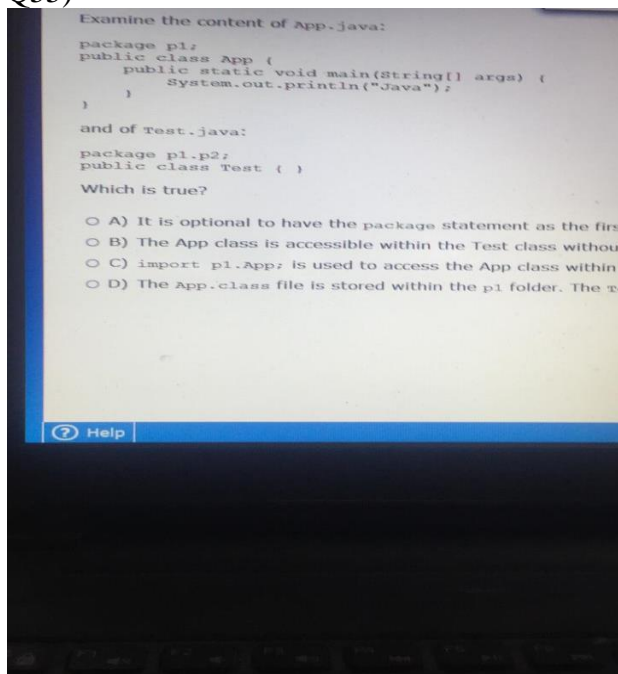 Examine the content of App.java:
package p1;
public class App {
public static void main(String[] args) {
System.out.println("Java");
}
}
and of Test.java:
package p1.p2;
public class Test { }
Which is true?
A) It is optional to have the package statement as the firs
B) The App class is accessible within the Test class withou
C) import p1.App; is used to access the App class within
D) The App.class file is stored within the p1 folder. The T
? Help